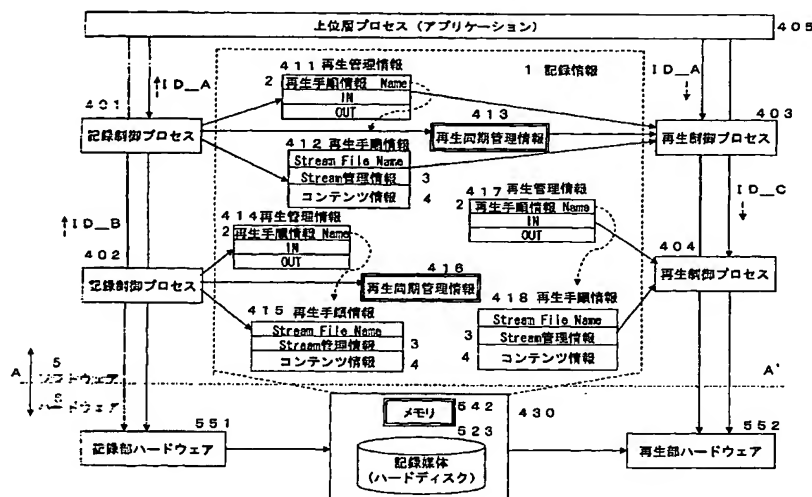 上位層プロセス(アプリケーション)
405
411 再生管理情報
1 記録情報
ID_A
ID_A
2
再生手順情報 Name
IN
OUT
401
記録制御プロセス
413
再生同期管理情報
403
再生制御プロセス
412 再生手順情報
Stream File Name
Stream管理情報 3
コンテンツ情報 4
417 再生管理情報
2
再生手順情報 Name
IN
OUT
ID_C
ID_B
414 再生管理情報
2
再生手順情報 Name
IN
OUT
402
記録制御プロセス
416
再生同期管理情報
404
再生制御プロセス
415 再生手順情報
Stream File Name
Stream管理情報 3
コンテンツ情報 4
418 再生手順情報
Stream File Name
3 Stream管理情報
4 コンテンツ情報
A
A'
ソフトウェア
ハードウェア
551
記録部ハードウェア
メモリ
542
523
430
記録媒体
(ハードディスク)
552
再生部ハードウェア